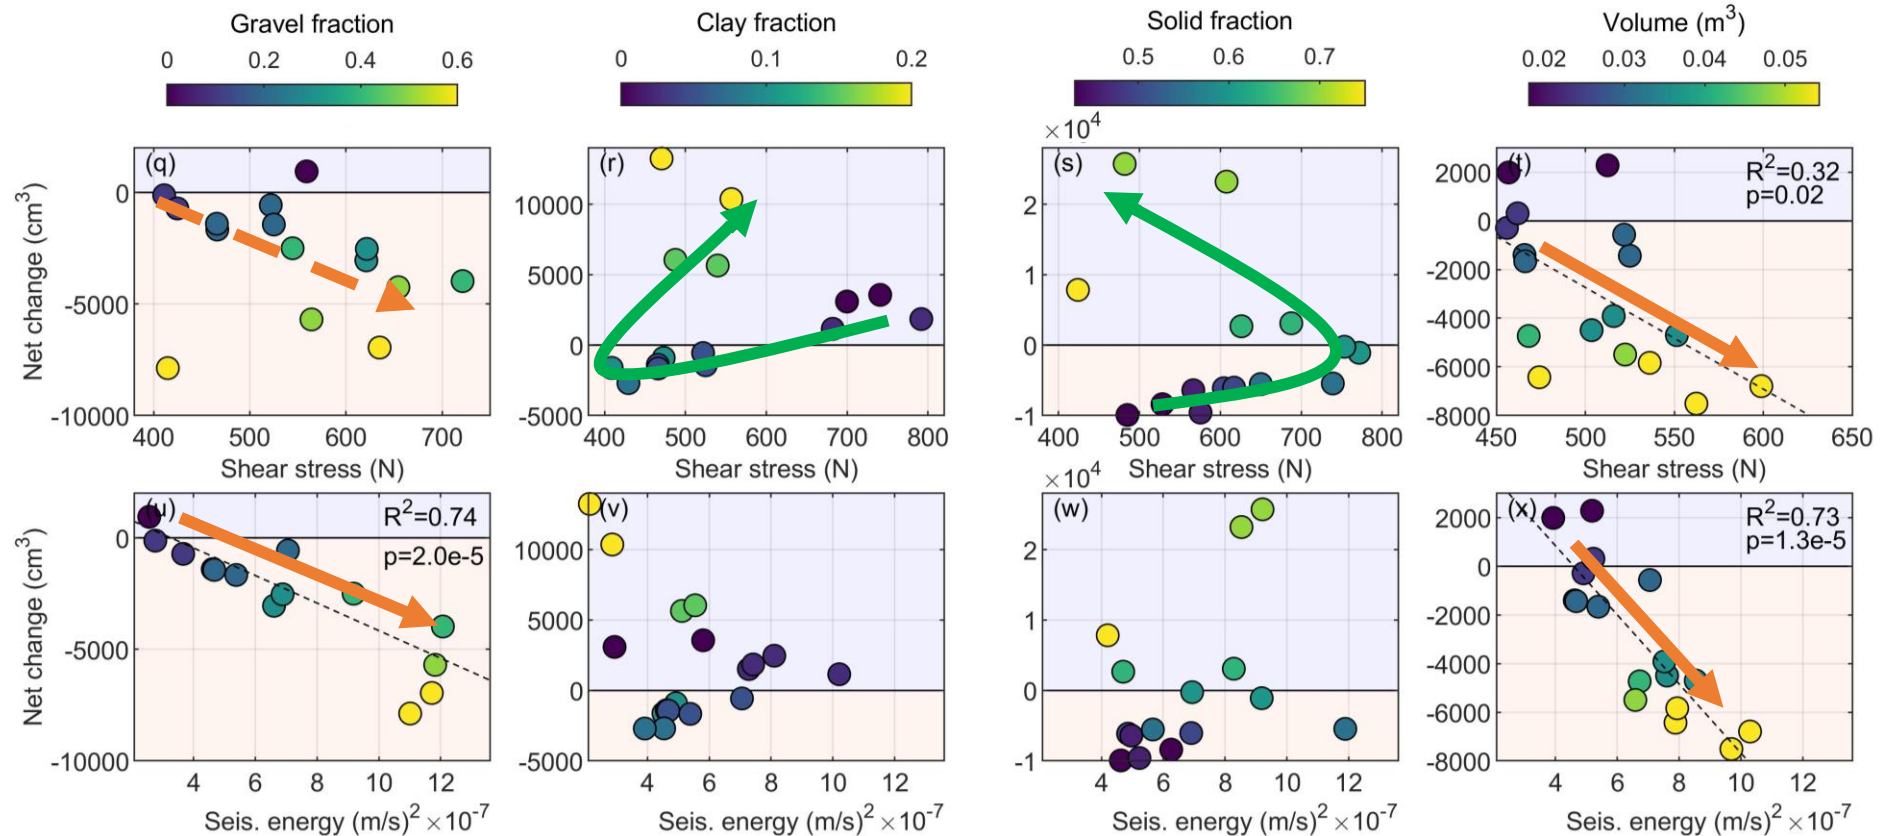 Gravel fraction
0 0.2 0.4 0.6
Clay fraction
0 0.1 0.2
Solid fraction
0.5 0.6 0.7
Volume (m³)
0.02 0.03 0.04 0.05
Net change (cm³)
(q)
0
-5000
-10000
400 500 600 700
Shear stress (N)
(r)
10000
5000
0
-5000
400 500 600 700 800
Shear stress (N)
×10⁴
(s)
2
1
0
-1
400 500 600 700 800
Shear stress (N)
(t)
R²=0.32
p=0.02
2000
0
-2000
-4000
-6000
-8000
450 500 550 600 650
Shear stress (N)
Net change (cm³)
(u)
R²=0.74
p=2.0e-5
0
-5000
-10000
4 6 8 10 12
Seis. energy (m/s)² ×10⁻⁷
(v)
10000
5000
0
-5000
4 6 8 10 12
Seis. energy (m/s)² ×10⁻⁷
×10⁴
(w)
2
1
0
-1
4 6 8 10 12
Seis. energy (m/s)² ×10⁻⁷
(x)
R²=0.73
p=1.3e-5
2000
0
-2000
-4000
-6000
-8000
4 6 8 10 12
Seis. energy (m/s)² ×10⁻⁷